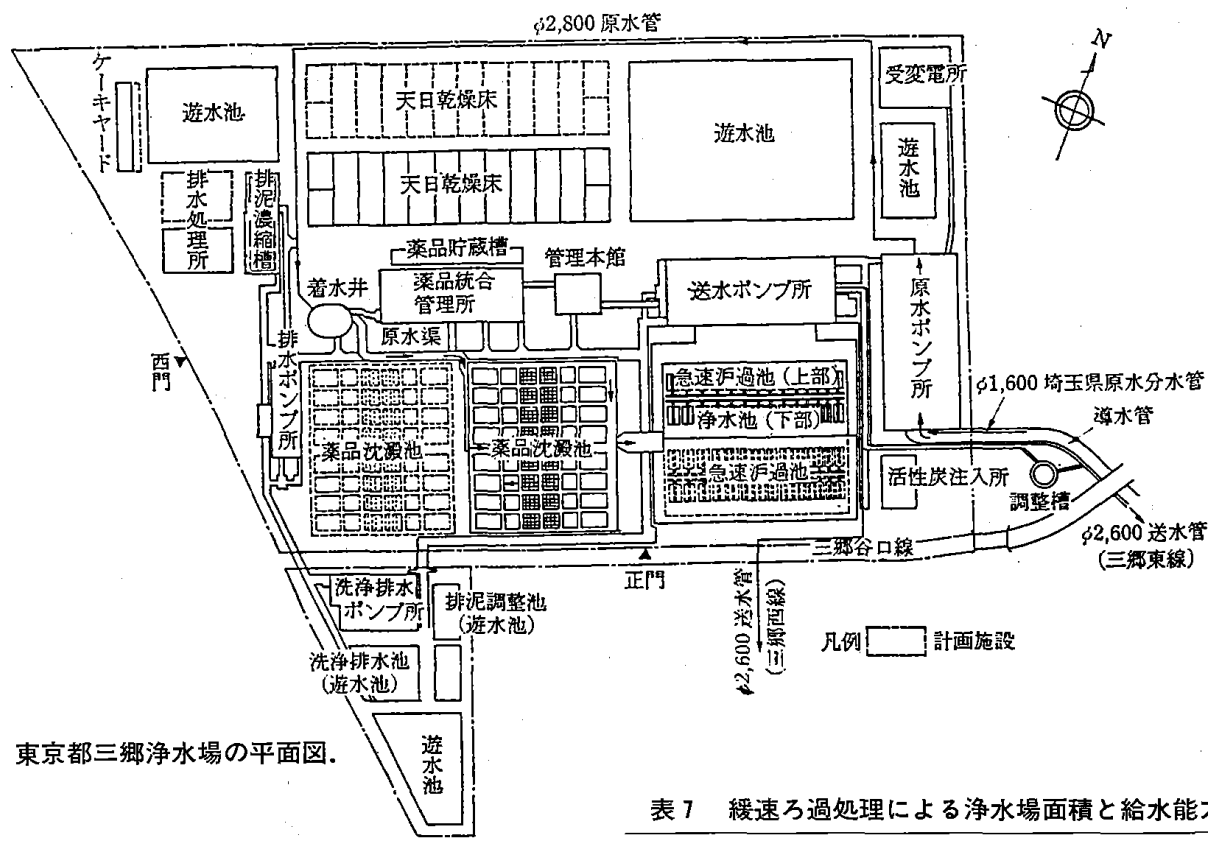 φ2,800 原水管
N
ケーキヤード
遊水池
天日乾燥床
遊水池
受変電所
遊水池
天日乾燥床
排水処理所
排泥濃縮槽
薬品貯蔵槽
管理本館
着水井
薬品統合
管理所
送水ポンプ所
原水ポンプ所
原水渠
西門
排水ポンプ所
急速沪過池（上部）
浄水池（下部）
φ1,600 埼玉県原水分水管
導水管
薬品沈澱池
薬品沈澱池
急速沪過池
活性炭注入所
調整槽
φ2,600 送水管
(三郷東線)
三郷谷口線
正門
洗浄排水
ポンプ所
排泥調整池
(遊水池)
φ2,600 送水管
(三郷西線)
凡例
計画施設
洗浄排水池
(遊水池)
遊水池
東京都三郷浄水場の平面図．
表7 緩速ろ過処理による浄水場面積と給水能